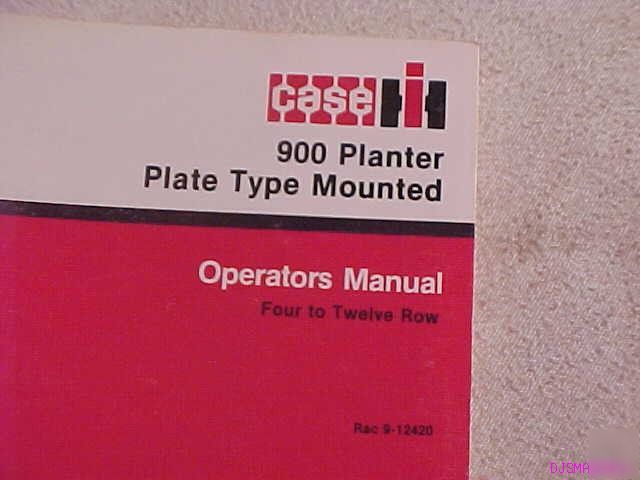 case IH
900 Planter
Plate Type Mounted
Operators Manual
Four to Twelve Row
Rac 9-12420